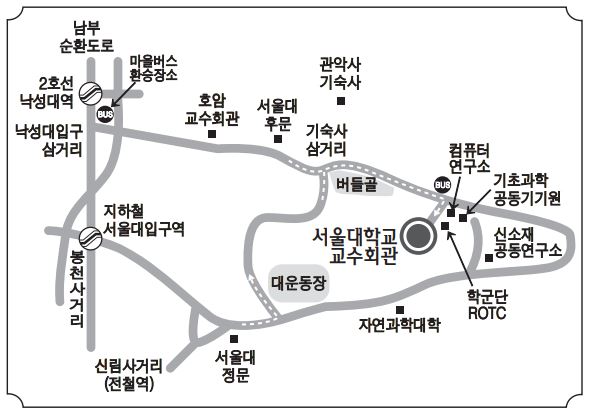 남부
순환도로
마을버스
환승장소
2호선
낙성대역
BUS
낙성대입구
삼거리
호암
교수회관
서울대
후문
관악사
기숙사
기숙사
삼거리
버들골
BUS
컴퓨터
연구소
기초과학
공동기기원
신소재
공동연구소
서울대학교
교수회관
지하철
서울대입구역
봉천사거리
대운동장
학군단
ROTC
자연과학대학
서울대
정문
신림사거리
(전철역)